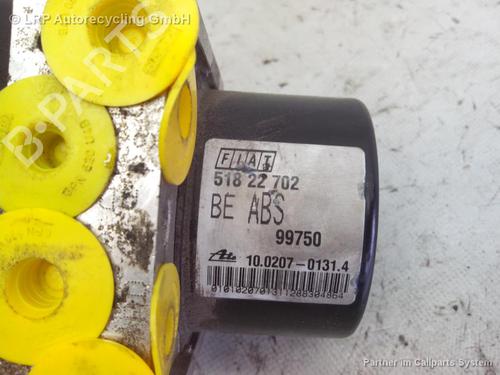 © LRP Autorecycling GmbH
B-PARTS
FIAT
518 22 702
BE ABS
99750
Ate 10.0207-0131.4
Partner im Callparts System